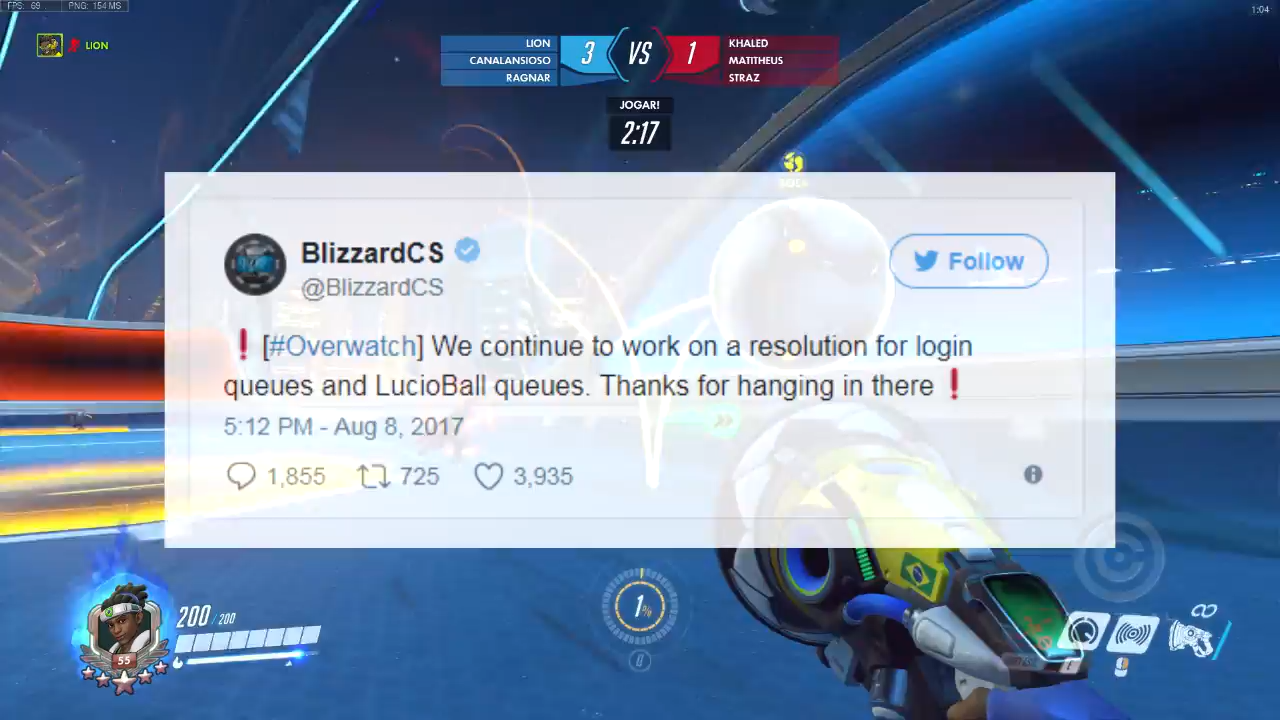 FPS: 69 PNG: 154 MS
1:04
LION
LION 3 VS 1 KHALED
CANALANSIOSO MATITHEUS
RAGNAR STRAZ
JOGAR!
2:17
BlizzardCS
@BlizzardCS
Follow
❗ [#Overwatch] We continue to work on a resolution for login
queues and LucioBall queues. Thanks for hanging in there ❗
5:12 PM - Aug 8, 2017
1,855 725 3,935
200 / 200
55
1%